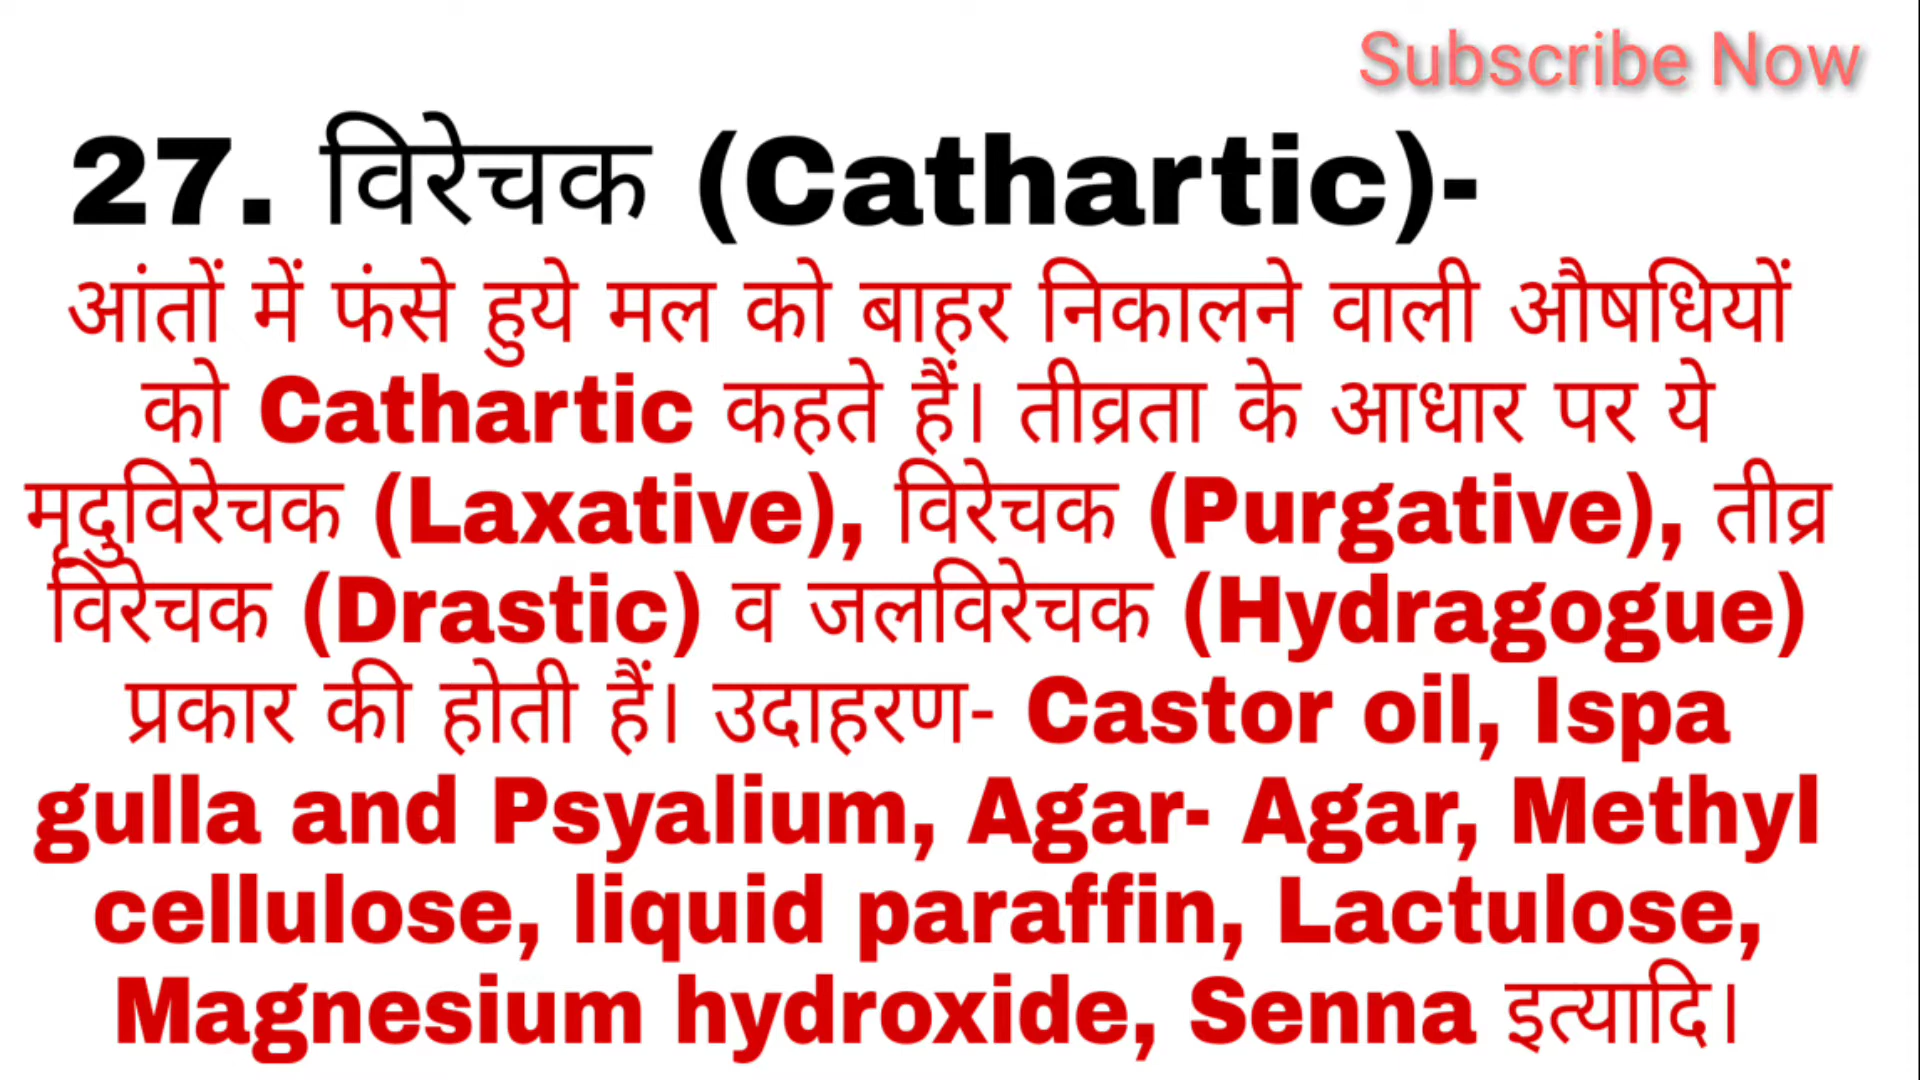 Subscribe Now
27. विरेचक (Cathartic)-
आंतों में फंसे हुये मल को बाहर निकालने वाली औषधियों
को Cathartic कहते हैं। तीव्रता के आधार पर ये
मृदुविरेचक (Laxative), विरेचक (Purgative), तीव्र
विरेचक (Drastic) व जलविरेचक (Hydragogue)
प्रकार की होती हैं। उदाहरण- Castor oil, Ispa
gulla and Psyalium, Agar- Agar, Methyl
cellulose, liquid paraffin, Lactulose,
Magnesium hydroxide, Senna इत्यादि।